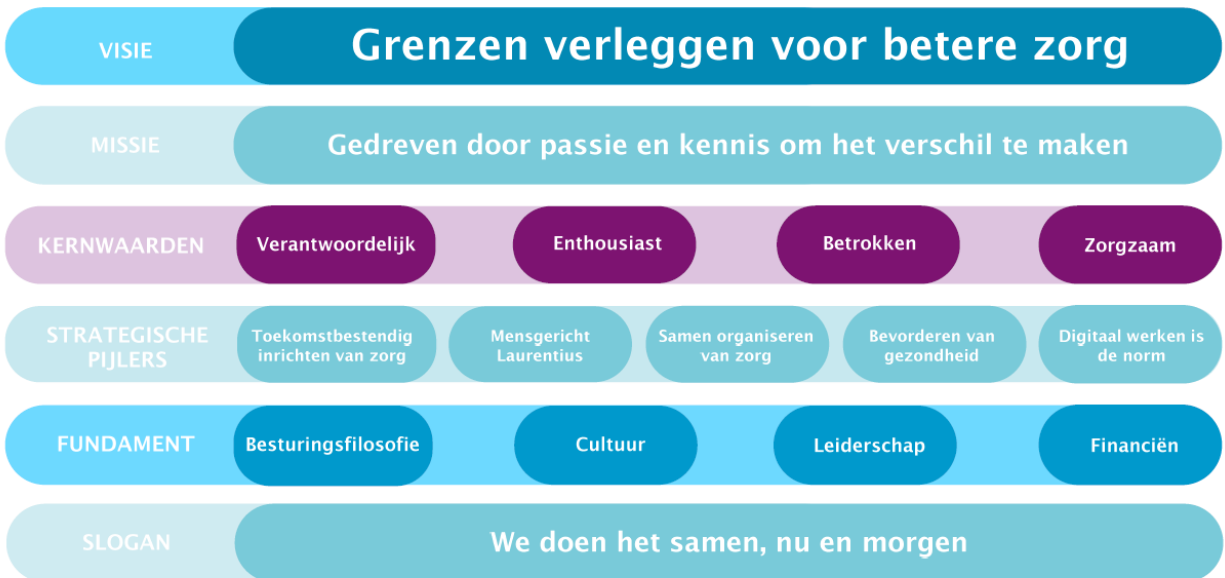 VISIE
Grenzen verleggen voor betere zorg
MISSIE
Gedreven door passie en kennis om het verschil te maken
KERNWAARDEN
Verantwoordelijk
Enthousiast
Betrokken
Zorgzaam
STRATEGISCHE
PIJLERS
Toekomstbestendig
inrichten van zorg
Mensgericht
Laurentius
Samen organiseren
van zorg
Bevorderen van
gezondheid
Digitaal werken is
de norm
FUNDAMENT
Besturingsfilosofie
Cultuur
Leiderschap
Financiën
SLOGAN
We doen het samen, nu en morgen